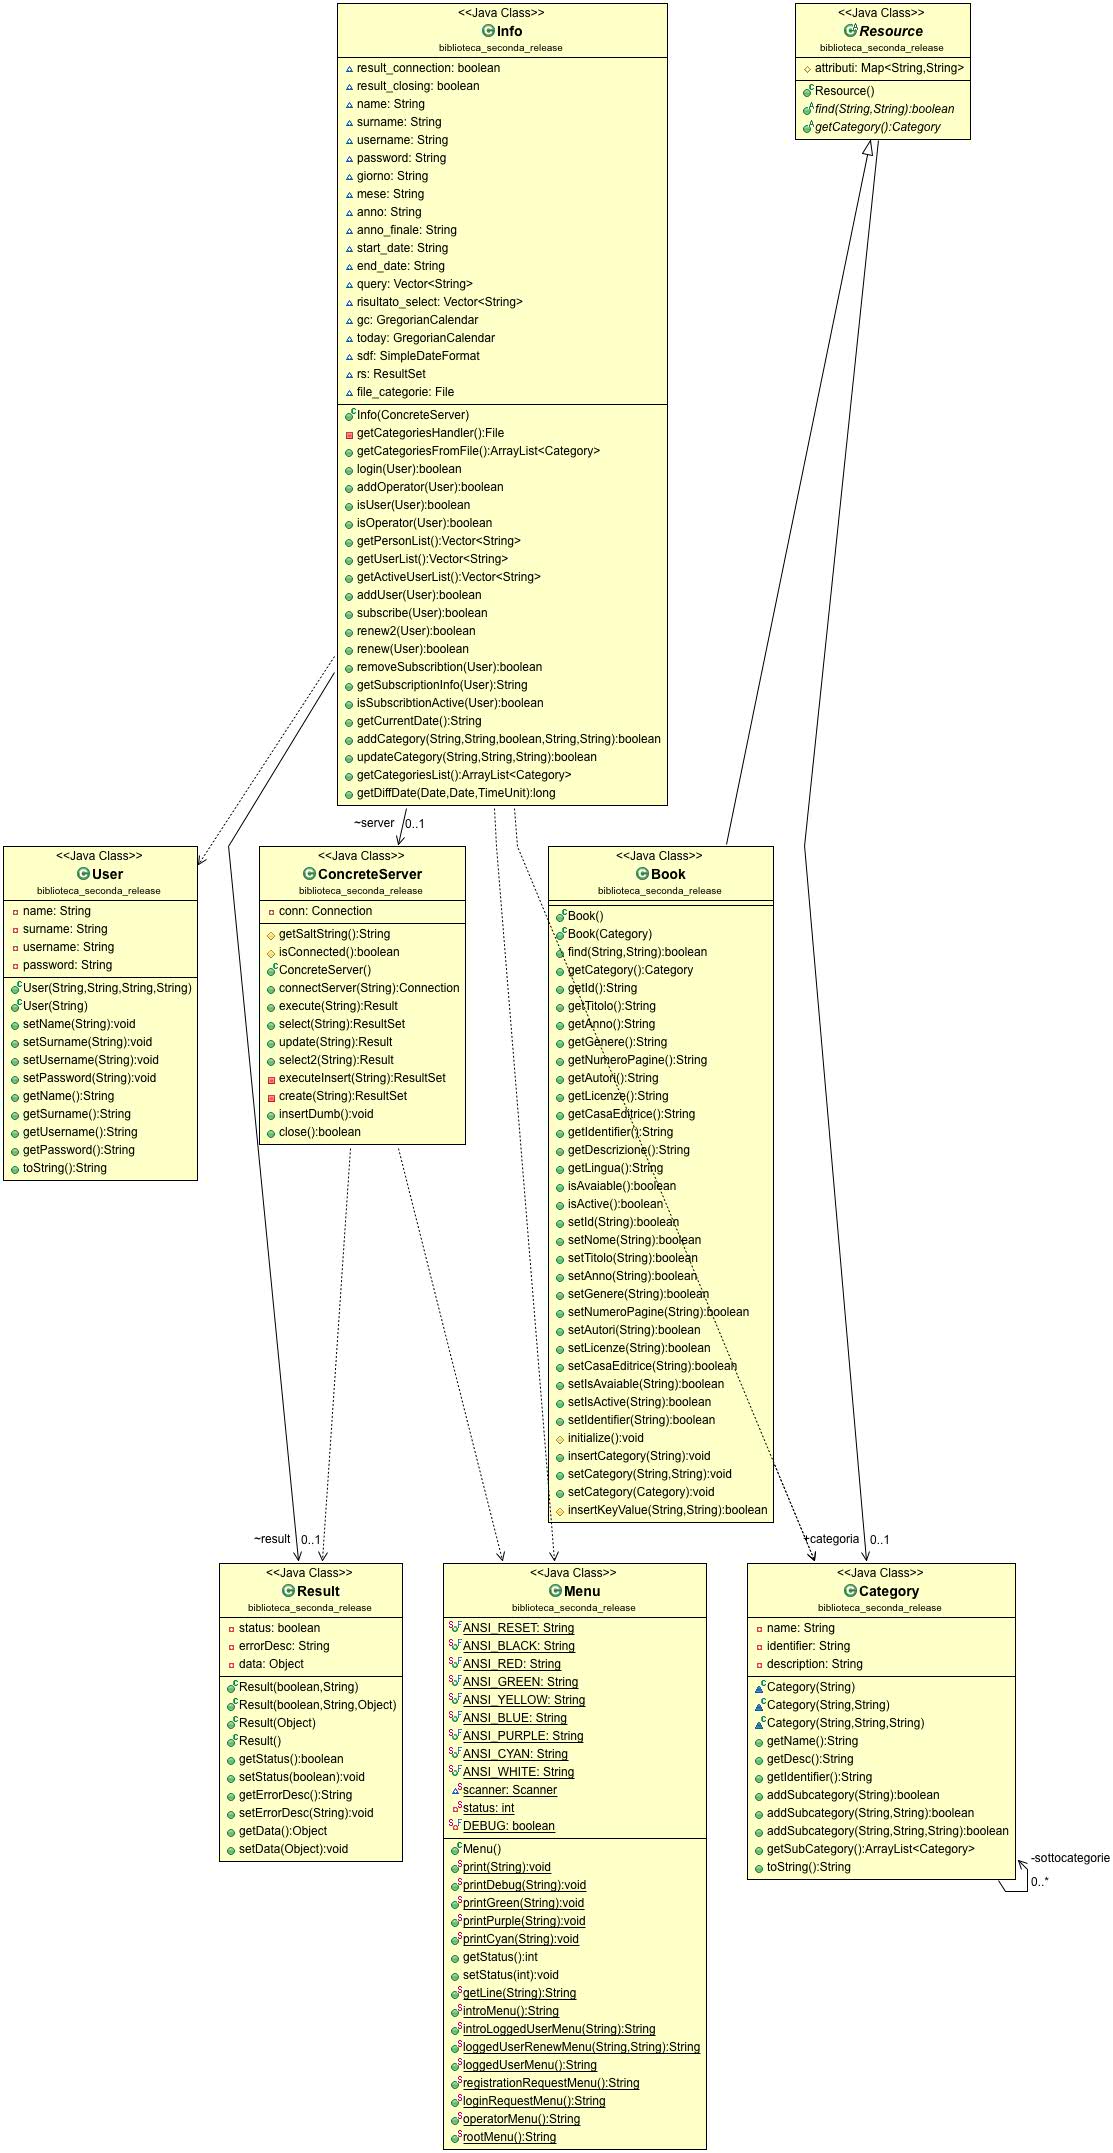 <<Java Class>>
Info
biblioteca_seconda_release
result_connection: boolean
result_closing: boolean
name: String
surname: String
username: String
password: String
giorno: String
mese: String
anno: String
anno_finale: String
start_date: String
end_date: String
query: Vector<String>
risultato_select: Vector<String>
gc: GregorianCalendar
today: GregorianCalendar
sdf: SimpleDateFormat
rs: ResultSet
file_categorie: File
Info(ConcreteServer)
getCategoriesHandler():File
getCategoriesFromFile():ArrayList<Category>
login(User):boolean
addOperator(User):boolean
isUser(User):boolean
isOperator(User):boolean
getPersonList():Vector<String>
getUserList():Vector<String>
getActiveUserList():Vector<String>
addUser(User):boolean
subscribe(User):boolean
renew2(User):boolean
renew(User):boolean
removeSubscribtion(User):boolean
getSubscriptionInfo(User):String
isSubscribtionActive(User):boolean
getCurrentDate():String
addCategory(String,String,boolean,String,String):boolean
updateCategory(String,String,String):boolean
getCategoriesList():ArrayList<Category>
getDiffDate(Date,Date,TimeUnit):long
<<Java Class>>
Resource
biblioteca_seconda_release
attributi: Map<String,String>
Resource()
find(String,String):boolean
getCategory():Category
~server
0..1
<<Java Class>>
User
biblioteca_seconda_release
name: String
surname: String
username: String
password: String
User(String,String,String,String)
User(String)
setName(String):void
setSurname(String):void
setUsername(String):void
setPassword(String):void
getName():String
getSurname():String
getUsername():String
getPassword():String
toString():String
<<Java Class>>
ConcreteServer
biblioteca_seconda_release
conn: Connection
getSaltString():String
isConnected():boolean
ConcreteServer()
connectServer(String):Connection
execute(String):Result
select(String):ResultSet
update(String):Result
select2(String):Result
executeInsert(String):ResultSet
create(String):ResultSet
insertDumb():void
close():boolean
<<Java Class>>
Book
biblioteca_seconda_release
Book()
Book(Category)
find(String,String):boolean
getCategory():Category
getId():String
getTitolo():String
getAnno():String
getGenere():String
getNumeroPagine():String
getAutori():String
getLicenze():String
getCasaEditrice():String
getIdentifier():String
getDescrizione():String
getLingua():String
isAvaiable():boolean
isActive():boolean
setId(String):boolean
setNome(String):boolean
setTitolo(String):boolean
setAnno(String):boolean
setGenere(String):boolean
setNumeroPagine(String):boolean
setAutori(String):boolean
setLicenze(String):boolean
setCasaEditrice(String):boolean
setIsAvaiable(String):boolean
setIsActive(String):boolean
setIdentifier(String):boolean
initialize():void
insertCategory(String):void
setCategory(String,String):void
setCategory(Category):void
insertKeyValue(String,String):boolean
~result
0..1
+categoria
0..1
<<Java Class>>
Result
biblioteca_seconda_release
status: boolean
errorDesc: String
data: Object
Result(boolean,String)
Result(boolean,String,Object)
Result(Object)
Result()
getStatus():boolean
setStatus(boolean):void
getErrorDesc():String
setErrorDesc(String):void
getData():Object
setData(Object):void
<<Java Class>>
Menu
biblioteca_seconda_release
ANSI_RESET: String
ANSI_BLACK: String
ANSI_RED: String
ANSI_GREEN: String
ANSI_YELLOW: String
ANSI_BLUE: String
ANSI_PURPLE: String
ANSI_CYAN: String
ANSI_WHITE: String
scanner: Scanner
status: int
DEBUG: boolean
Menu()
print(String):void
printDebug(String):void
printGreen(String):void
printPurple(String):void
printCyan(String):void
getStatus():int
setStatus(int):void
getLine(String):String
introMenu():String
introLoggedUserMenu(String):String
loggedUserRenewMenu(String,String):String
loggedUserMenu():String
registrationRequestMenu():String
loginRequestMenu():String
operatorMenu():String
rootMenu():String
<<Java Class>>
Category
biblioteca_seconda_release
name: String
identifier: String
description: String
Category(String)
Category(String,String)
Category(String,String,String)
getName():String
getDesc():String
getIdentifier():String
addSubcategory(String):boolean
addSubcategory(String,String):boolean
addSubcategory(String,String,String):boolean
getSubCategory():ArrayList<Category>
toString():String
-sottocategorie
0..*